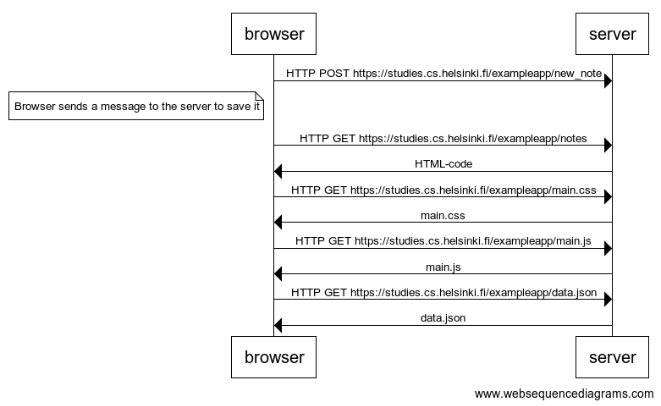 browser
server
HTTP POST https://studies.cs.helsinki.fi/exampleapp/new_note
Browser sends a message to the server to save it
HTTP GET https://studies.cs.helsinki.fi/exampleapp/notes
HTML-code
HTTP GET https://studies.cs.helsinki.fi/exampleapp/main.css
main.css
HTTP GET https://studies.cs.helsinki.fi/exampleapp/main.js
main.js
HTTP GET https://studies.cs.helsinki.fi/exampleapp/data.json
data.json
browser
server
www.websequencediagrams.com